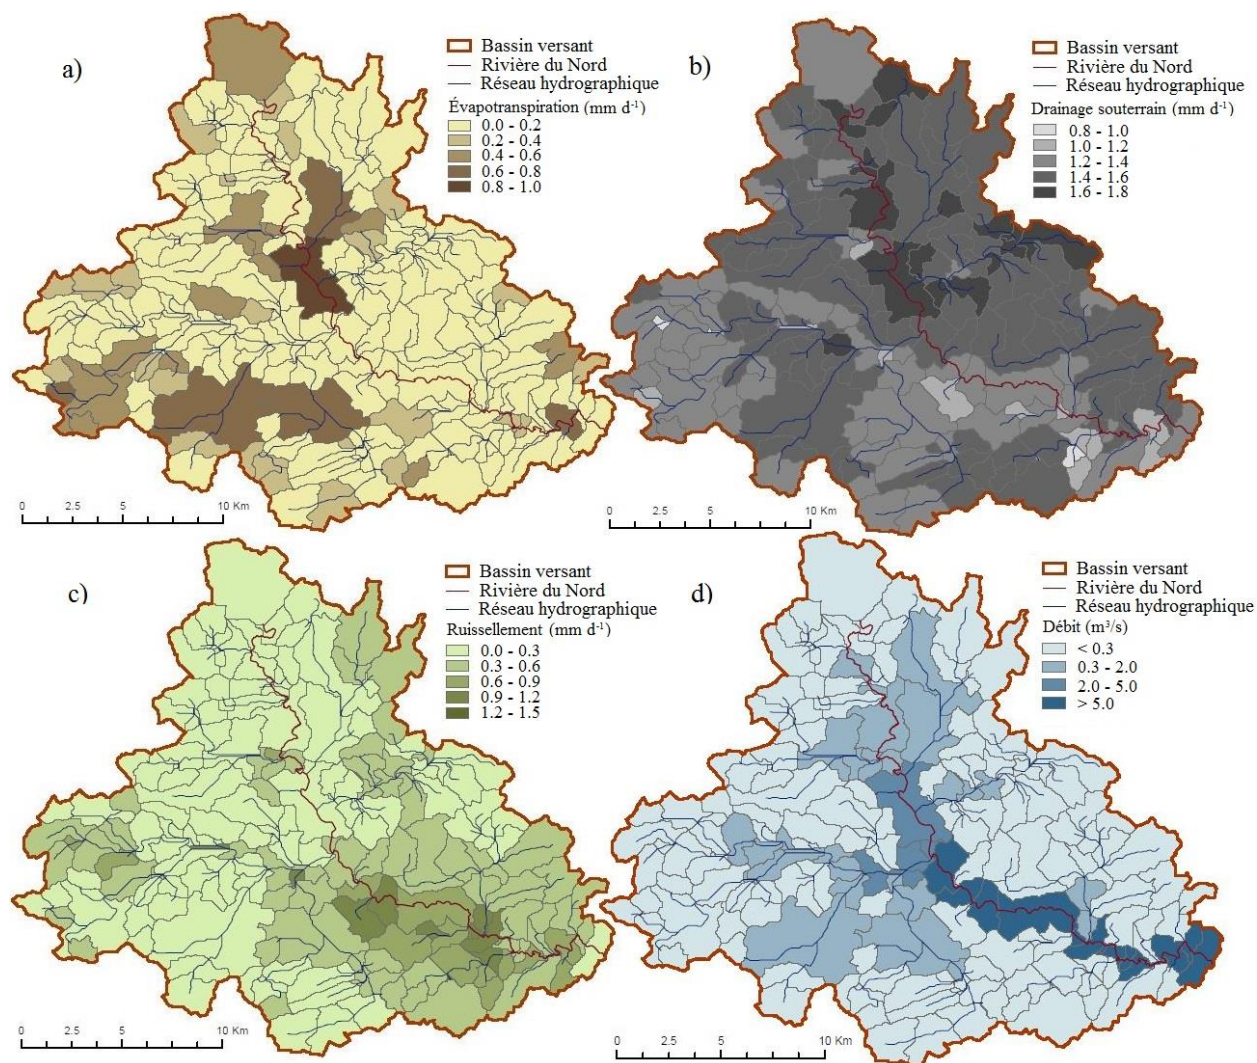 a)
Bassin versant
Rivière du Nord
Réseau hydrographique
Évapotranspiration (mm d-1)
0.0 - 0.2
0.2 - 0.4
0.4 - 0.6
0.6 - 0.8
0.8 - 1.0
0 2.5 5 10 Km
b)
Bassin versant
Rivière du Nord
Réseau hydrographique
Drainage souterrain (mm d-1)
0.8 - 1.0
1.0 - 1.2
1.2 - 1.4
1.4 - 1.6
1.6 - 1.8
0 2.5 5 10 Km
c)
Bassin versant
Rivière du Nord
Réseau hydrographique
Ruissellement (mm d-1)
0.0 - 0.3
0.3 - 0.6
0.6 - 0.9
0.9 - 1.2
1.2 - 1.5
0 2.5 5 10 Km
d)
Bassin versant
Rivière du Nord
Réseau hydrographique
Débit (m³/s)
< 0.3
0.3 - 2.0
2.0 - 5.0
> 5.0
0 2.5 5 10 Km